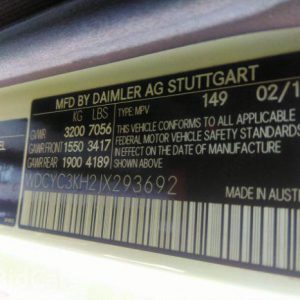 MFD BY DAIMLER AG STUTTGART
KG LBS TYPE: MPV 149 02/1
GVWR 3200 7056
GAWR FRONT 1550 3417
GAWR REAR 1900 4189
THIS VEHICLE CONFORMS TO ALL APPLICABLE
FEDERAL MOTOR VEHICLE SAFETY STANDARDS
IN EFFECT ON THE DATE OF MANUFACTURE
WDCYC3KH2JX293692
MADE IN AUST